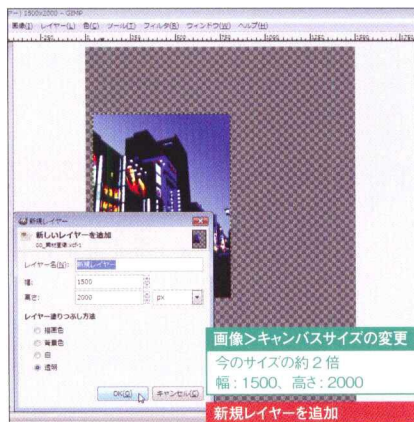 1500x2000 – GIMP
画像(I) レイヤー(L) 色(C) ツール(T) フィルタ(R) ウィンドウ(W) ヘルプ(H)
新規レイヤー
新しいレイヤーを追加
レイヤー名(N): 新規レイヤー
幅: 1500
高さ: 2000 px
レイヤー塗りつぶし方法
描画色
背景色
白
透明
OK(O) キャンセル(C)
画像>キャンバスサイズの変更
今のサイズの約2倍
幅:1500、高さ:2000
新規レイヤーを追加